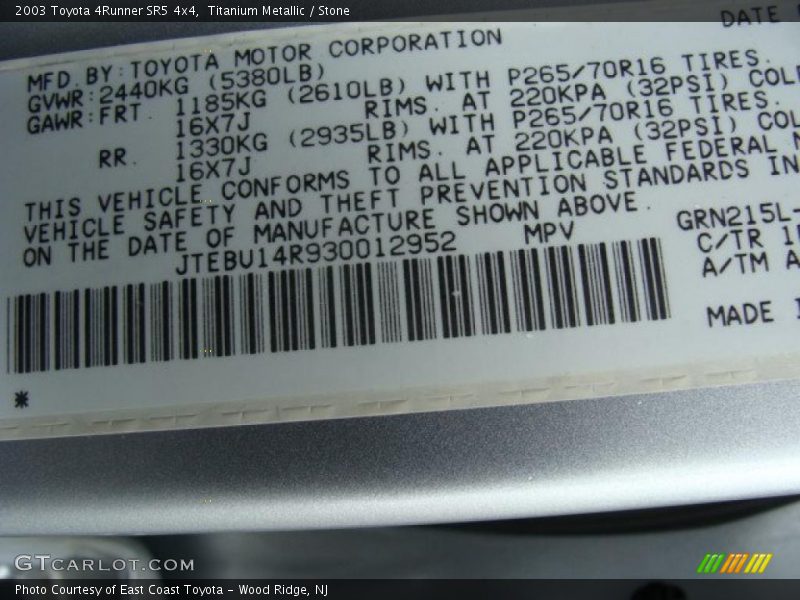 2003 Toyota 4Runner SR5 4x4, Titanium Metallic / Stone
DATE
MFD. BY: TOYOTA MOTOR CORPORATION
GVWR: 2440KG (5380LB)
GAWR: FRT. 1185KG (2610LB) WITH P265/70R16 TIRES.
16X7J RIMS. AT 220KPA (32PSI) COL
RR. 1330KG (2935LB) WITH P265/70R16 TIRES.
16X7J RIMS. AT 220KPA (32PSI) COL
THIS VEHICLE CONFORMS TO ALL APPLICABLE FEDERAL
VEHICLE SAFETY AND THEFT PREVENTION STANDARDS IN
ON THE DATE OF MANUFACTURE SHOWN ABOVE.
JTEBU14R930012952 MPV
GRN215L-
C/TR
A/TM A
MADE
*
GTCARLOT.COM
Photo Courtesy of East Coast Toyota - Wood Ridge, NJ